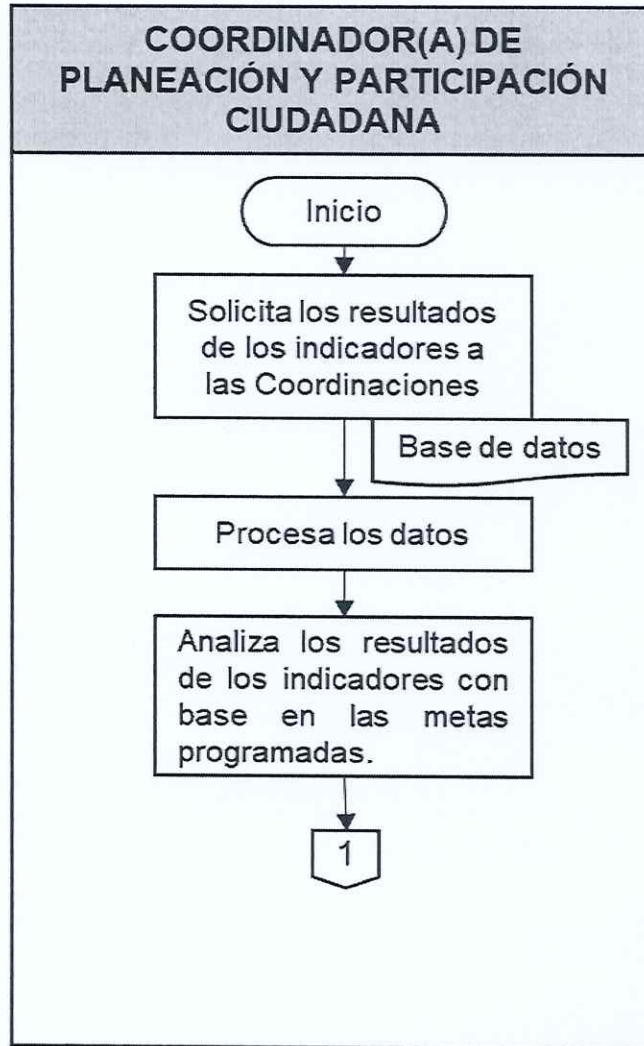 COORDINADOR(A) DE
PLANEACIÓN Y PARTICIPACIÓN
CIUDADANA
Inicio
Solicita los resultados
de los indicadores a
las Coordinaciones
Base de datos
Procesa los datos
Analiza los resultados
de los indicadores con
base en las metas
programadas.
1